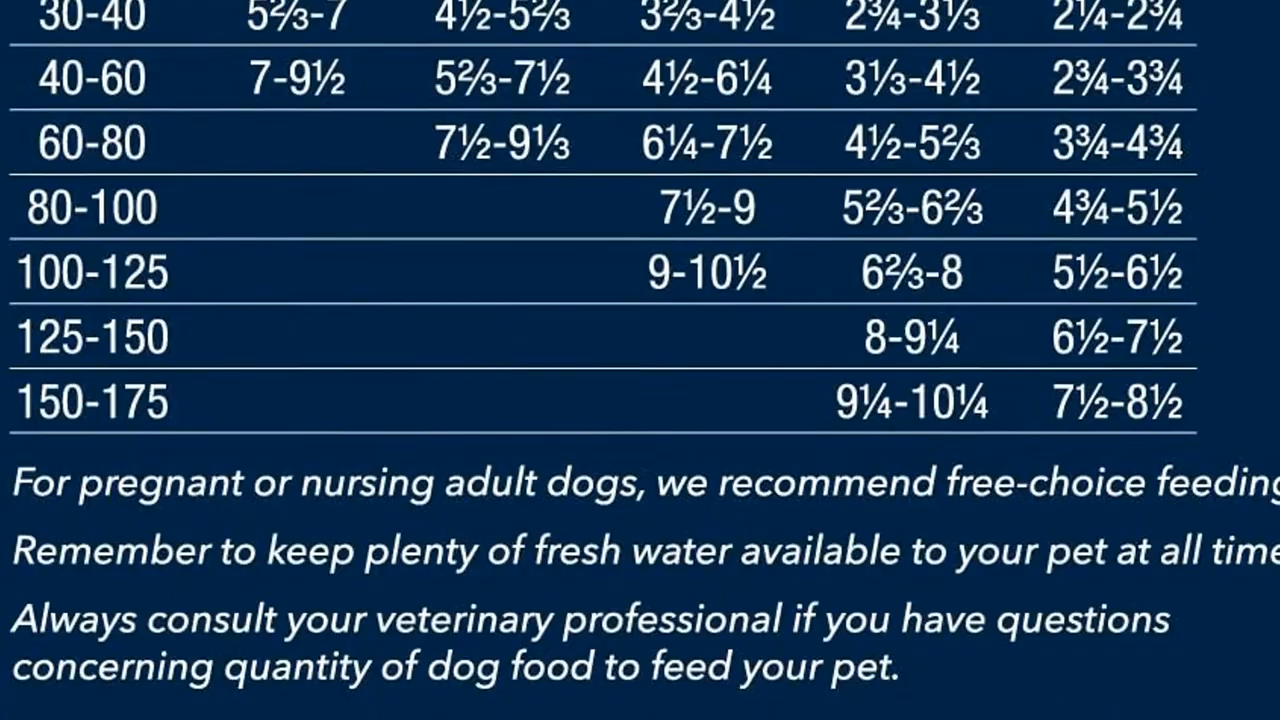 30-40 5⅔-7 4½-5⅔ 3⅔-4½ 2¾-3⅓ 2¼-2¾
40-60 7-9½ 5⅔-7½ 4½-6¼ 3⅓-4½ 2¾-3¾
60-80 7½-9⅓ 6¼-7½ 4½-5⅔ 3¾-4¾
80-100 7½-9 5⅔-6⅔ 4¾-5½
100-125 9-10½ 6⅔-8 5½-6½
125-150 8-9¼ 6½-7½
150-175 9¼-10¼ 7½-8½
For pregnant or nursing adult dogs, we recommend free-choice feeding
Remember to keep plenty of fresh water available to your pet at all time
Always consult your veterinary professional if you have questions
concerning quantity of dog food to feed your pet.